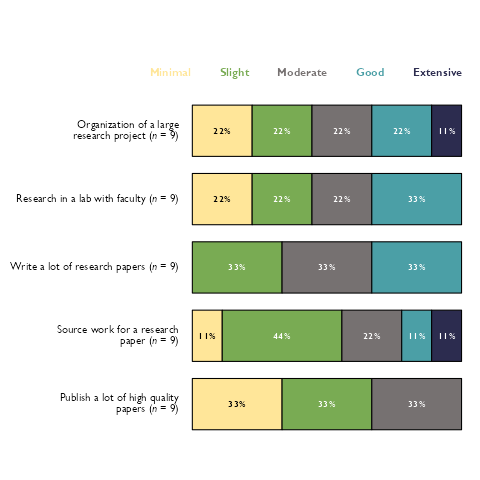 Minimal Slight Moderate Good Extensive
Organization of a large
research project (n = 9)
22% 22% 22% 22% 11%
Research in a lab with faculty (n = 9)
22% 22% 22% 33%
Write a lot of research papers (n = 9)
33% 33% 33%
Source work for a research
paper (n = 9)
11% 44% 22% 11% 11%
Publish a lot of high quality
papers (n = 9)
33% 33% 33%